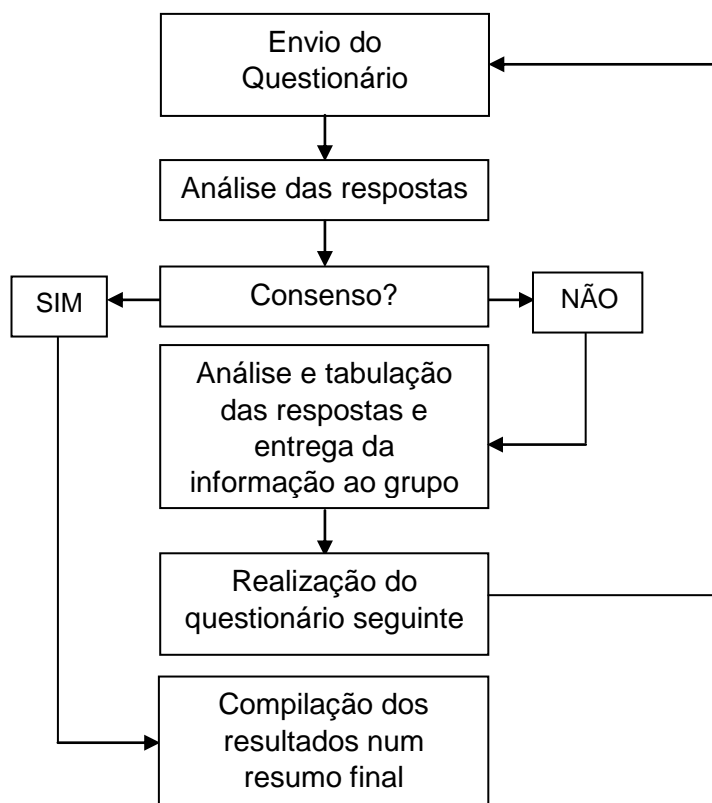 Envio do
Questionário
Análise das respostas
SIM
Consenso?
NÃO
Análise e tabulação
das respostas e
entrega da
informação ao grupo
Realização do
questionário seguinte
Compilação dos
resultados num
resumo final